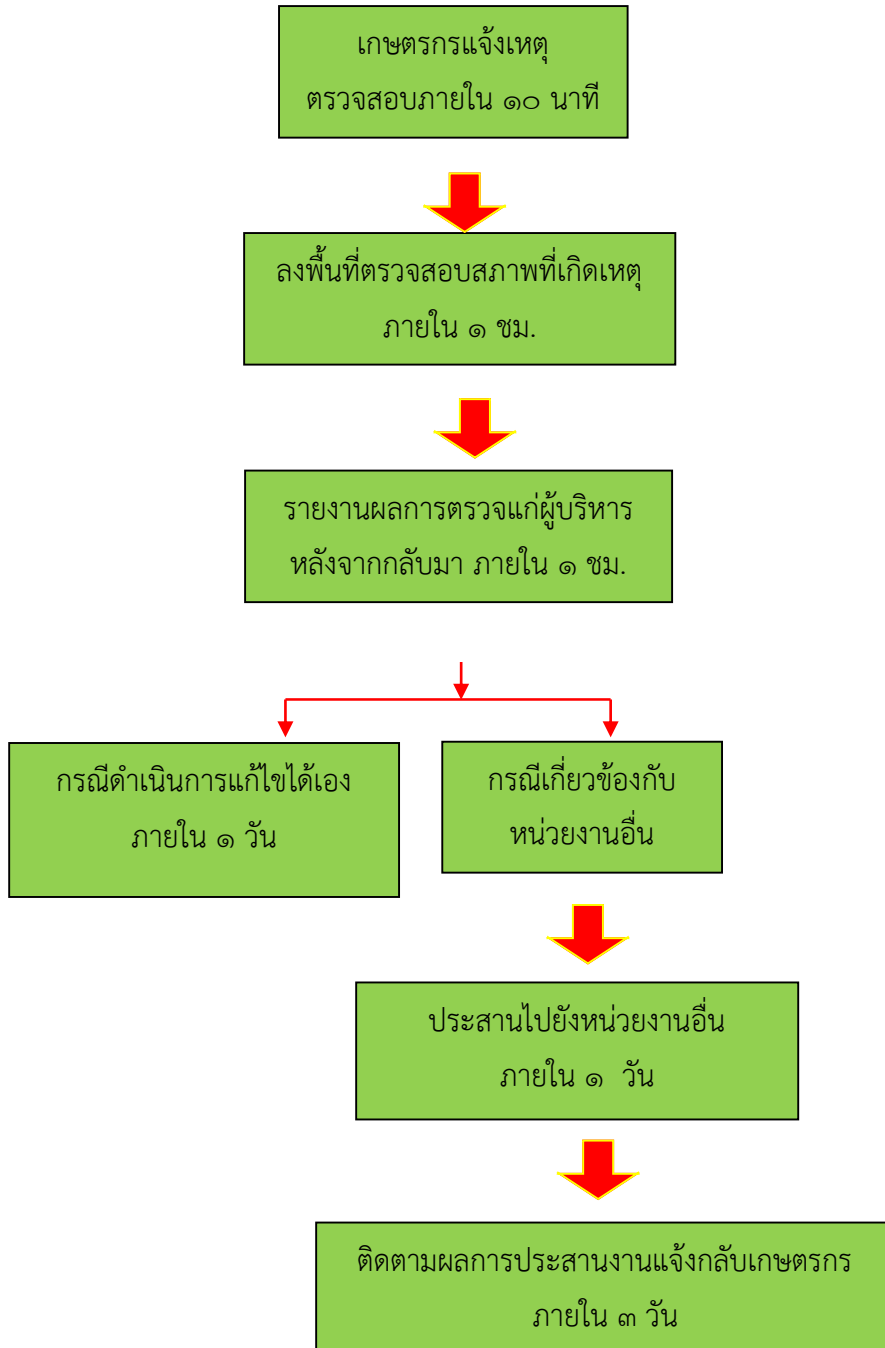 เกษตรกรแจ้งเหตุ
ตรวจสอบภายใน ๑๐ นาที
ลงพื้นที่ตรวจสอบสภาพที่เกิดเหตุ
ภายใน ๑ ชม.
รายงานผลการตรวจแก่ผู้บริหาร
หลังจากกลับมา ภายใน ๑ ชม.
กรณีดำเนินการแก้ไขได้เอง
ภายใน ๑ วัน
กรณีเกี่ยวข้องกับ
หน่วยงานอื่น
ประสานไปยังหน่วยงานอื่น
ภายใน ๑  วัน
ติดตามผลการประสานงานแจ้งกลับเกษตรกร
ภายใน ๓ วัน